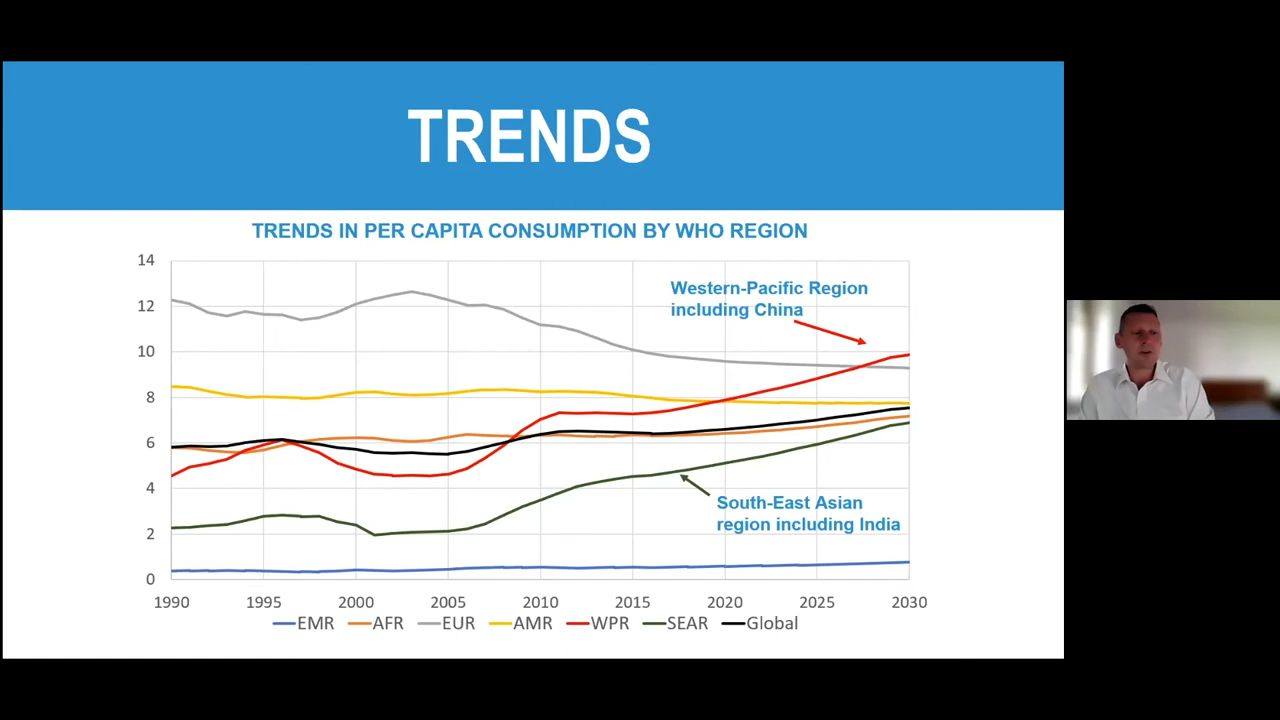 TRENDS
TRENDS IN PER CAPITA CONSUMPTION BY WHO REGION
14
12
10
8
6
4
2
0
Western-Pacific Region
including China
South-East Asian
region including India
1990 1995 2000 2005 2010 2015 2020 2025 2030
EMR AFR EUR AMR WPR SEAR Global